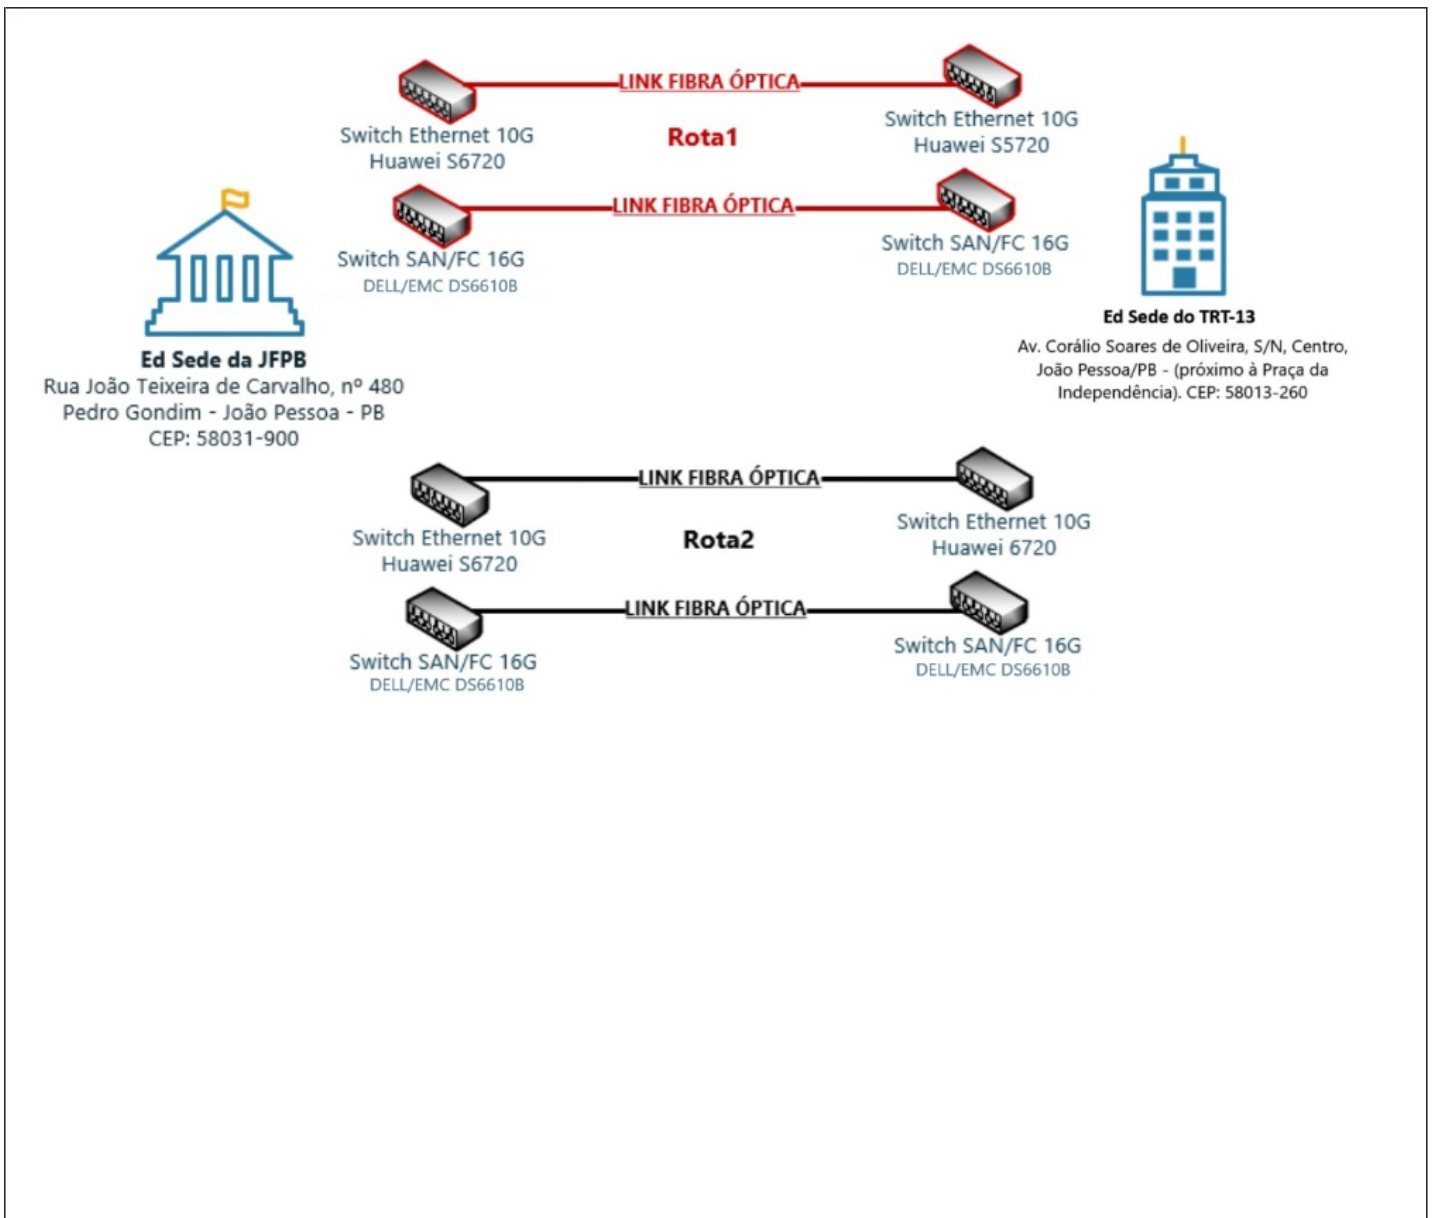 LINK FIBRA ÓPTICA
Switch Ethernet 10G
Huawei S6720
Rota1
Switch Ethernet 10G
Huawei S5720
LINK FIBRA ÓPTICA
Switch SAN/FC 16G
DELL/EMC DS6610B
Switch SAN/FC 16G
DELL/EMC DS6610B
Ed Sede da JFPB
Rua João Teixeira de Carvalho, nº 480
Pedro Gondim - João Pessoa - PB
CEP: 58031-900
Ed Sede do TRT-13
Av. Corálio Soares de Oliveira, S/N, Centro,
João Pessoa/PB - (próximo à Praça da
Independência). CEP: 58013-260
LINK FIBRA ÓPTICA
Switch Ethernet 10G
Huawei S6720
Rota2
Switch Ethernet 10G
Huawei 6720
LINK FIBRA ÓPTICA
Switch SAN/FC 16G
DELL/EMC DS6610B
Switch SAN/FC 16G
DELL/EMC DS6610B